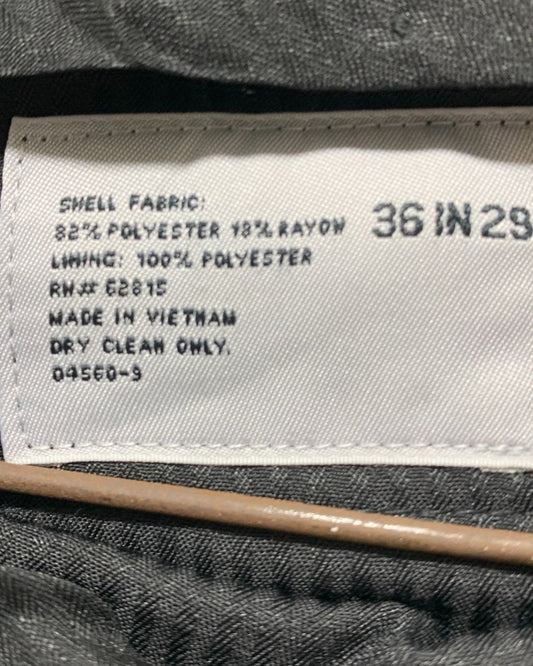 SHELL FABRIC:
82% POLYESTER 18% RAYON
LINING: 100% POLYESTER
RN# 62815
MADE IN VIETNAM
DRY CLEAN ONLY.
04560-9
36 IN 29